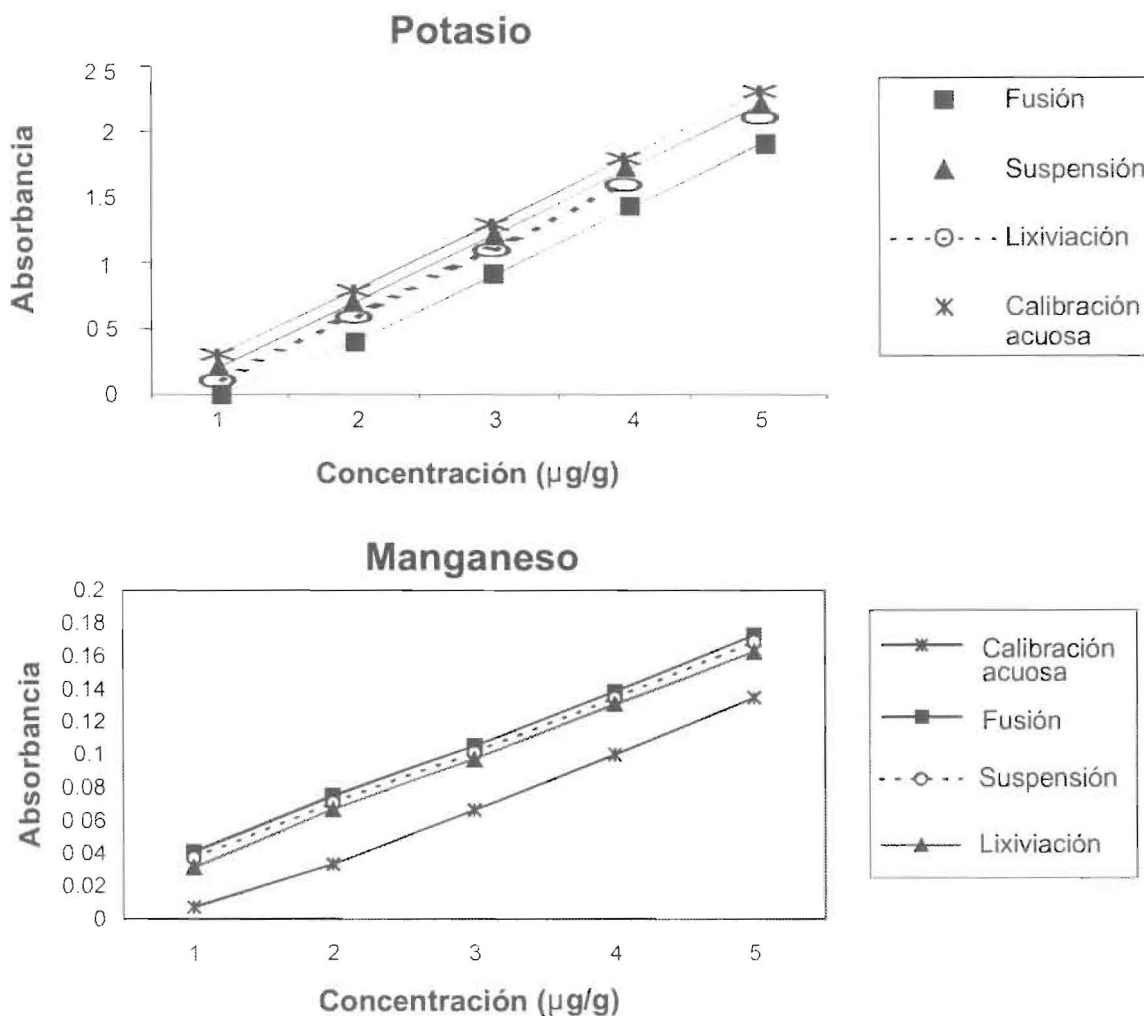 Potasio
2 5
2
1.5
1
0 5
0
1 2 3 4 5
Absorbancia
Concentración (µg/g)
Fusión
Suspensión
Lixiviación
Calibración
acuosa
Manganeso
0.2
0.18
0.16
0.14
0.12
0.1
0.08
0 06
0 04
0.02
0
1 2 3 4 5
Absorbancia
Concentración (µg/g)
Calibración
acuosa
Fusión
Suspensión
Lixiviación